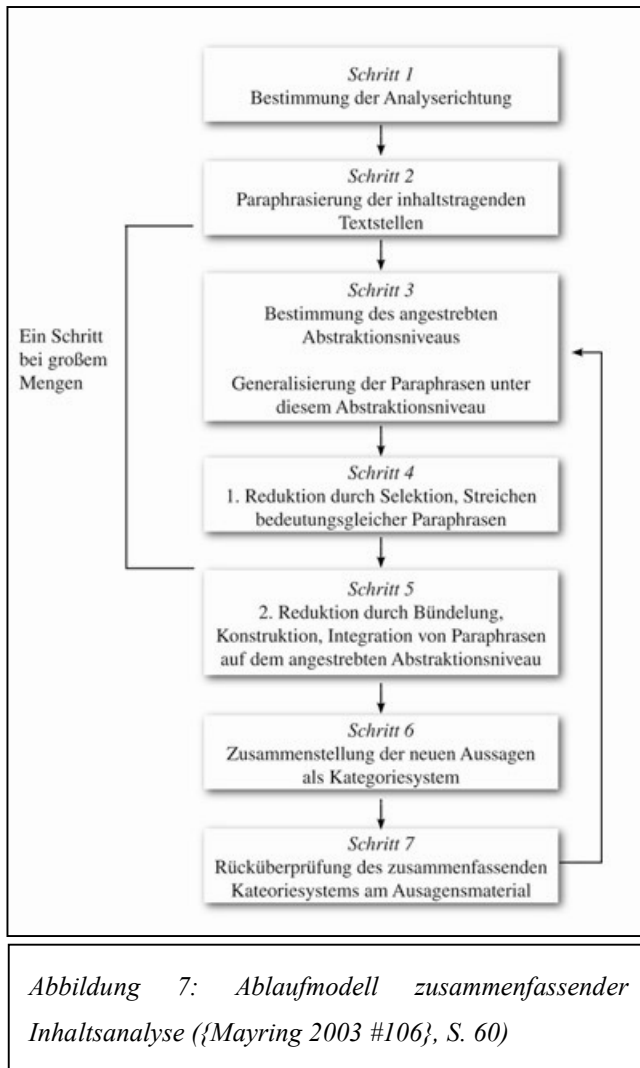 Schritt 1
Bestimmung der Analyserichtung
Schritt 2
Paraphrasierung der inhaltstragenden
Textstellen
Schritt 3
Bestimmung des angestrebten
Abstraktionsniveaus
Generalisierung der Paraphrasen unter
diesem Abstraktionsniveau
Ein Schritt
bei großem
Mengen
Schritt 4
1. Reduktion durch Selektion, Streichen
bedeutungsgleicher Paraphrasen
Schritt 5
2. Reduktion durch Bündelung,
Konstruktion, Integration von Paraphrasen
auf dem angestrebten Abstraktionsniveau
Schritt 6
Zusammenstellung der neuen Aussagen
als Kategoriesystem
Schritt 7
Rücküberprüfung des zusammenfassenden
Kateoriesystems am Ausagensmaterial
Abbildung 7: Ablaufmodell zusammenfassender
Inhaltsanalyse ({Mayring 2003 #106}, S. 60)